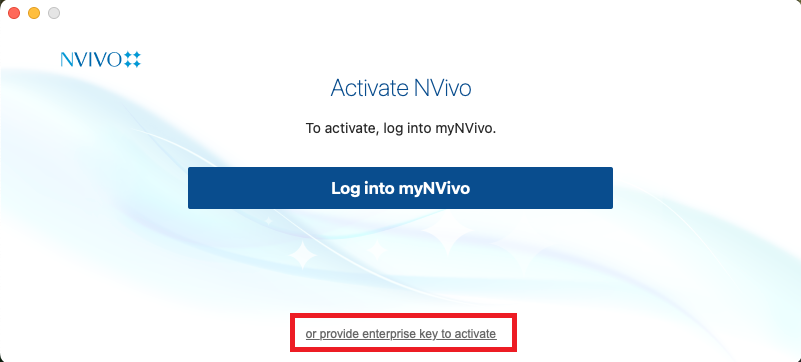 NVIVO
Activate NVivo
To activate, log into myNVivo.
Log into myNVivo
or provide enterprise key to activate